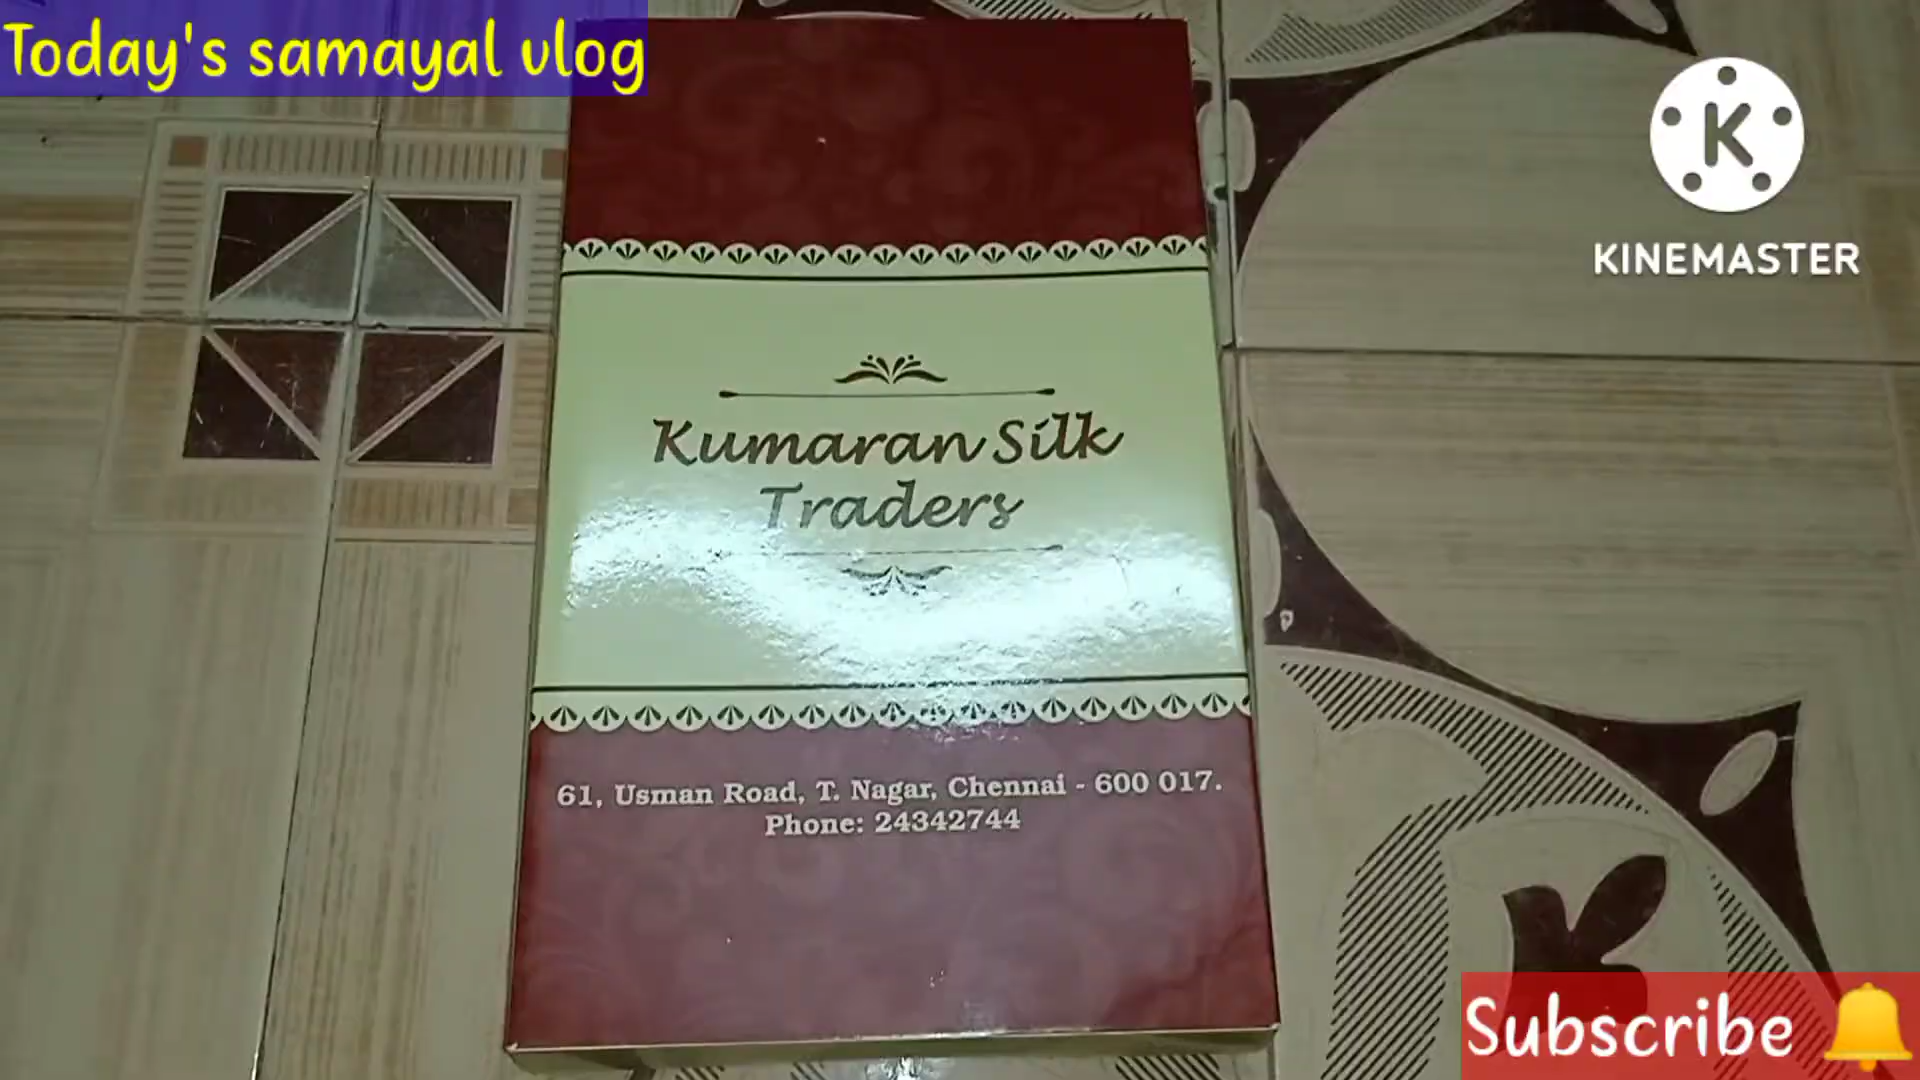 Today's samayal vlog
K
KINEMASTER
Kumaran Silk
Traders
61, Usman Road, T. Nagar, Chennai - 600 017.
Phone: 24342744
Subscribe